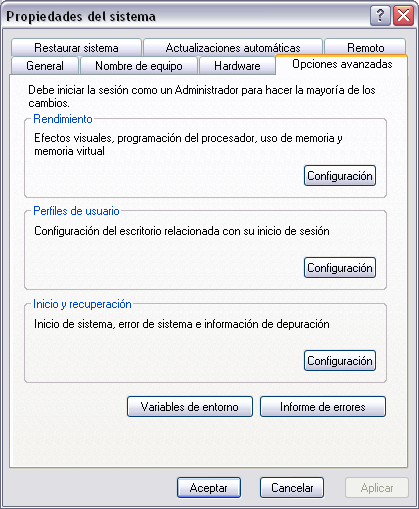 Propiedades del sistema
Restaurar sistema Actualizaciones automáticas Remoto
General Nombre de equipo Hardware Opciones avanzadas
Debe iniciar la sesión como un Administrador para hacer la mayoría de los
cambios.
Rendimiento
Efectos visuales, programación del procesador, uso de memoria y
memoria virtual
Configuración
Perfiles de usuario
Configuración del escritorio relacionada con su inicio de sesión
Configuración
Inicio y recuperación
Inicio de sistema, error de sistema e información de depuración
Configuración
Variables de entorno Informe de errores
Aceptar Cancelar Aplicar